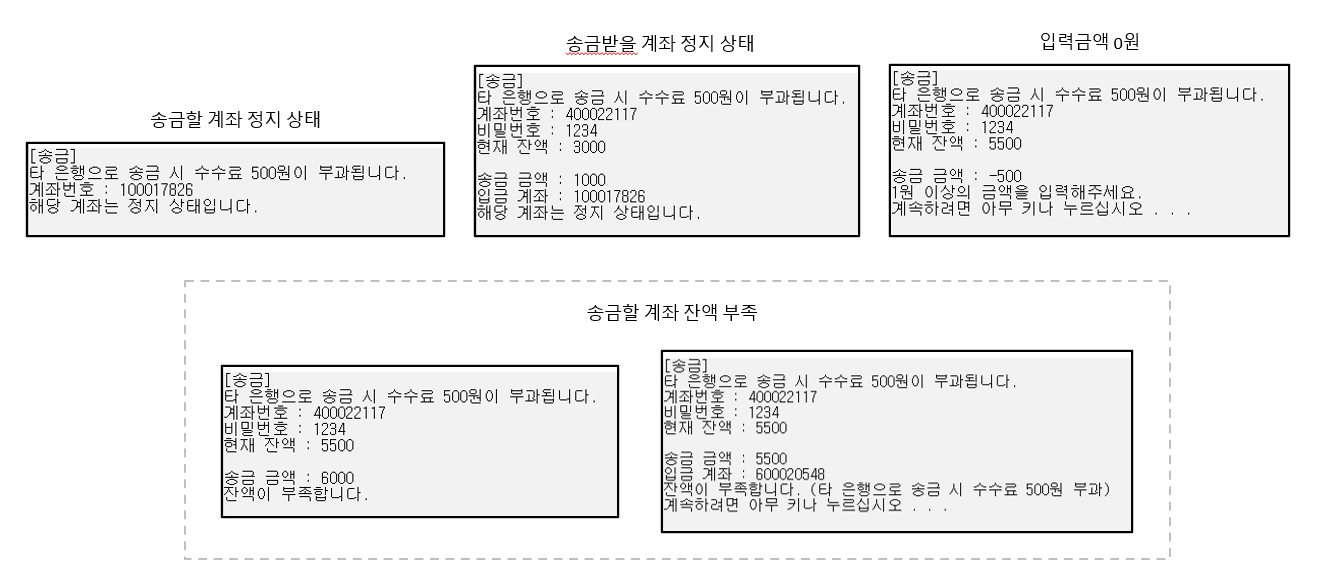 송금할 계좌 정지 상태
[송금]
타 은행으로 송금 시 수수료 500원이 부과됩니다.
계좌번호 : 100017826
해당 계좌는 정지 상태입니다.
송금받을 계좌 정지 상태
[송금]
타 은행으로 송금 시 수수료 500원이 부과됩니다.
계좌번호 : 400022117
비밀번호 : 1234
현재 잔액 : 3000
송금 금액 : 1000
입금 계좌 : 100017826
해당 계좌는 정지 상태입니다.
입력금액 0원
[송금]
타 은행으로 송금 시 수수료 500원이 부과됩니다.
계좌번호 : 400022117
비밀번호 : 1234
현재 잔액 : 5500
송금 금액 : -500
1원 이상의 금액을 입력해주세요.
계속하려면 아무 키나 누르십시오 . . .
송금할 계좌 잔액 부족
[송금]
타 은행으로 송금 시 수수료 500원이 부과됩니다.
계좌번호 : 400022117
비밀번호 : 1234
현재 잔액 : 5500
송금 금액 : 6000
잔액이 부족합니다.
[송금]
타 은행으로 송금 시 수수료 500원이 부과됩니다.
계좌번호 : 400022117
비밀번호 : 1234
현재 잔액 : 5500
송금 금액 : 5500
입금 계좌 : 600020548
잔액이 부족합니다. (타 은행으로 송금 시 수수료 500원 부과)
계속하려면 아무 키나 누르십시오 . . .